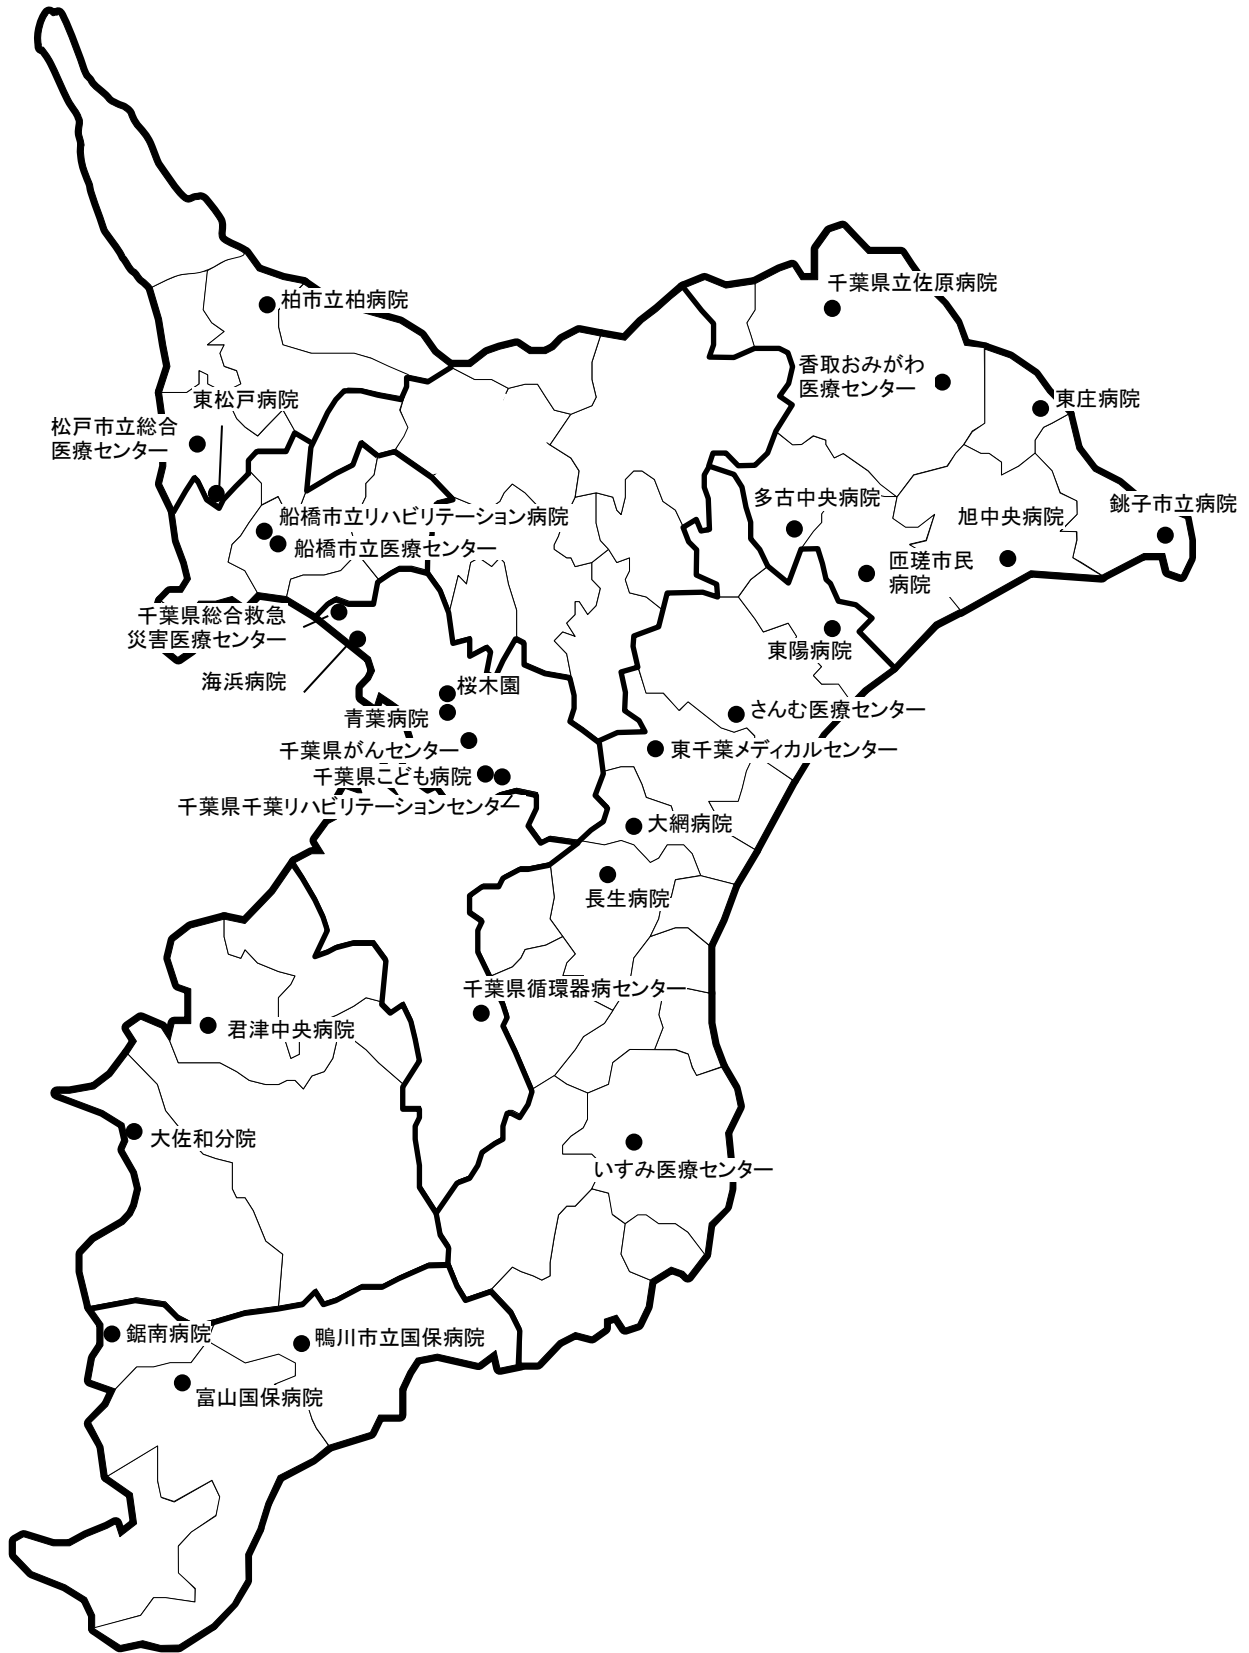 千葉県立佐原病院
柏市立柏病院
香取おみがわ
医療センター
東松戸病院
東庄病院
松戸市立総合
医療センター
多古中央病院
銚子市立病院
船橋市立リハビリテーション病院
旭中央病院
船橋市立医療センター
匝瑳市民
病院
千葉県総合救急
災害医療センター
東陽病院
海浜病院
桜木園
さんむ医療センター
青葉病院
千葉県がんセンター
東千葉メディカルセンター
千葉県こども病院
千葉県千葉リハビリテーションセンター
大網病院
長生病院
千葉県循環器病センター
君津中央病院
大佐和分院
いすみ医療センター
鋸南病院
鴨川市立国保病院
富山国保病院